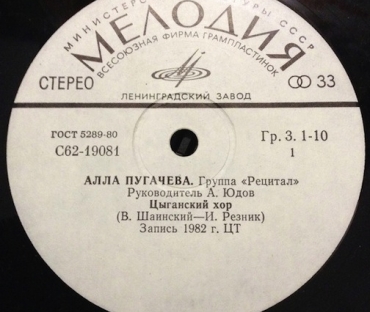 МИНИСТЕРСТВО КУЛЬТУРЫ СССР
МЕЛОДИЯ
ВСЕСОЮЗНАЯ ФИРМА ГРАМПЛАСТИНОК
СТЕРЕО 33
ЛЕНИНГРАДСКИЙ ЗАВОД
ГОСТ 5289-80 Гр. 3. 1-10
С62-19081 1
АЛЛА ПУГАЧЕВА. Группа «Рецитал»
Руководитель А. Юдов
Цыганский хор
(В. Шаинский—И. Резник)
Запись 1982 г. ЦТ